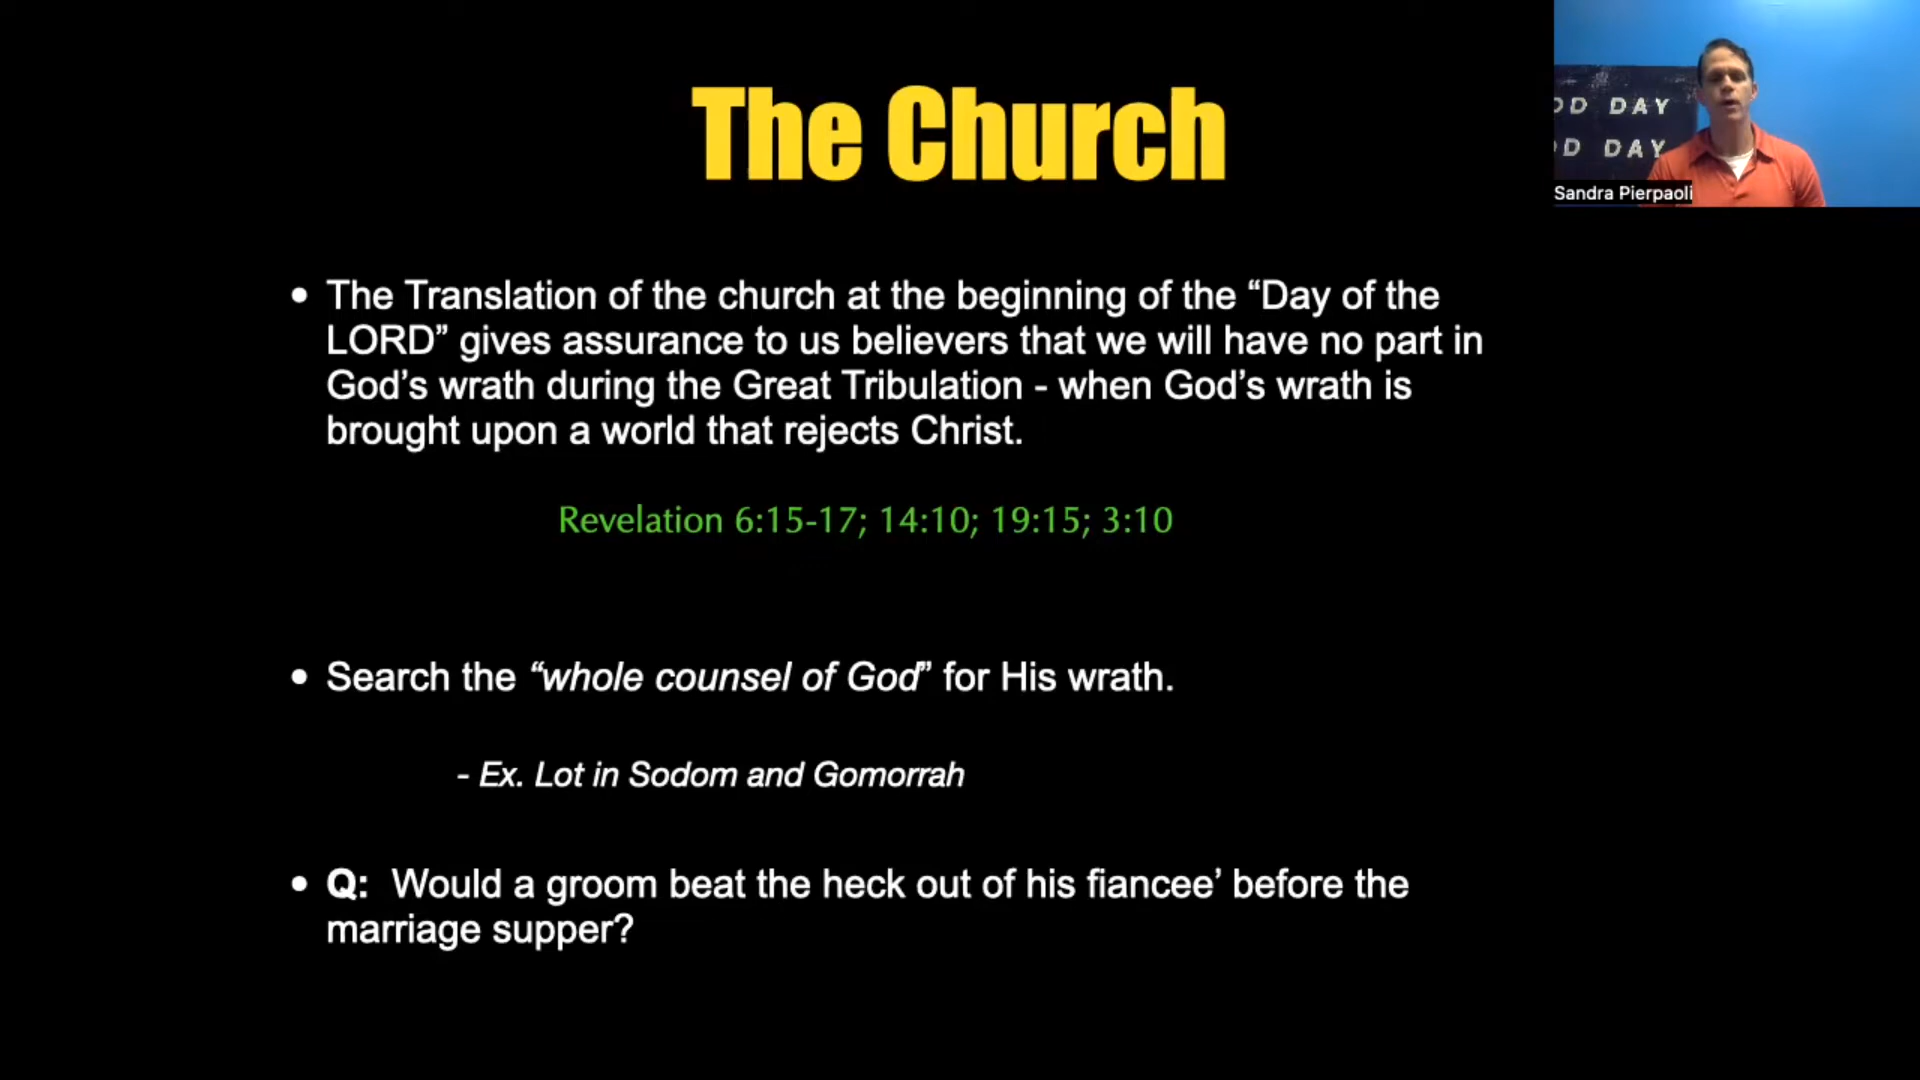 The Church
• The Translation of the church at the beginning of the “Day of the
LORD” gives assurance to us believers that we will have no part in
God’s wrath during the Great Tribulation - when God’s wrath is
brought upon a world that rejects Christ.
Revelation 6:15-17; 14:10; 19:15; 3:10
• Search the “whole counsel of God” for His wrath.
- Ex. Lot in Sodom and Gomorrah
• Q: Would a groom beat the heck out of his fiancee’ before the
marriage supper?
OD DAY
D DAY
Sandra Pierpaoli